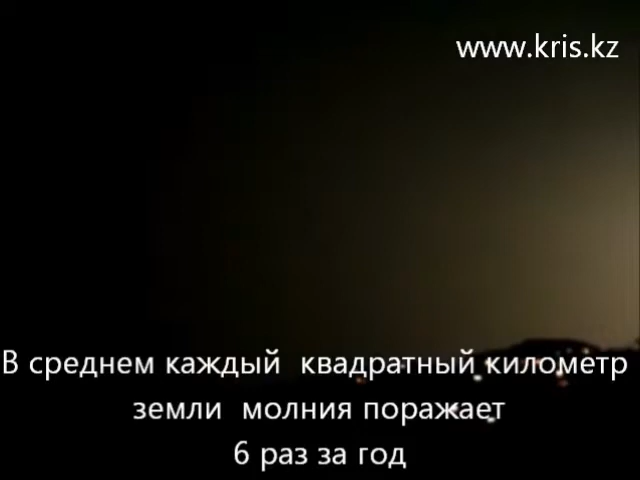 www.kris.kz
В среднем каждый квадратный километр
земли молния поражает
6 раз за год